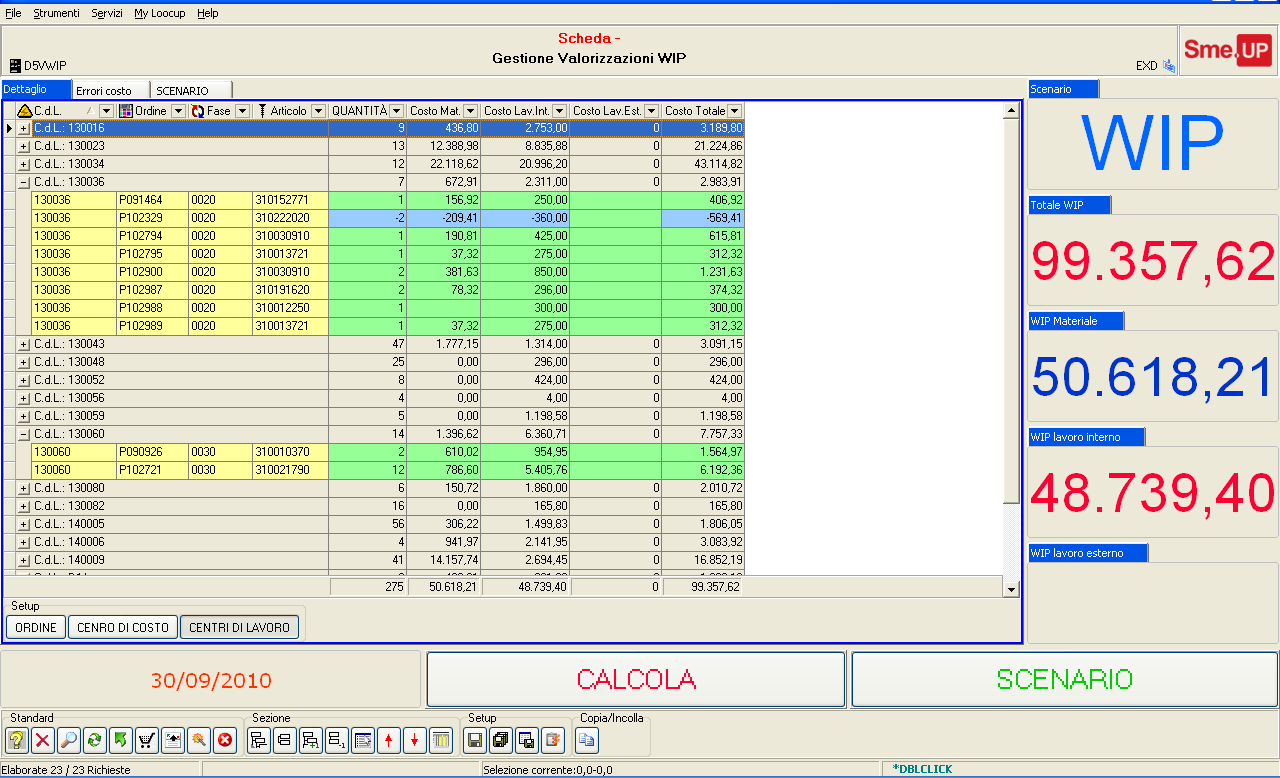 File Strumenti Servizi My Loocup Help
Scheda -
Gestione Valorizzazioni WIP
D5VWIP
EXD
Sme.UP
Dettaglio Errori costo SCENARIO
C.d.L. Ordine Fase Articolo QUANTITÀ Costo Mat. Costo Lav.Int. Costo Lav.Est. Costo Totale
C.d.L.: 130016 9 436,80 2.753,00 0 3.189,80
C.d.L.: 130023 13 12.388,98 8.835,88 0 21.224,86
C.d.L.: 130034 12 22.118,62 20.996,20 0 43.114,82
C.d.L.: 130036 7 672,91 2.311,00 0 2.983,91
130036 P091464 0020 310152771 1 156,92 250,00 406,92
130036 P102329 0020 310222020 -2 -209,41 -360,00 -569,41
130036 P102794 0020 310030910 1 190,81 425,00 615,81
130036 P102795 0020 310013721 1 37,32 275,00 312,32
130036 P102900 0020 310030910 2 381,63 850,00 1.231,63
130036 P102987 0020 310191620 2 78,32 296,00 374,32
130036 P102988 0020 310012250 1 300,00 300,00
130036 P102989 0020 310013721 1 37,32 275,00 312,32
C.d.L.: 130043 47 1.777,15 1.314,00 0 3.091,15
C.d.L.: 130048 25 0,00 296,00 0 296,00
C.d.L.: 130052 8 0,00 424,00 0 424,00
C.d.L.: 130056 4 0,00 4,00 0 4,00
C.d.L.: 130059 5 0,00 1.198,58 0 1.198,58
C.d.L.: 130060 14 1.396,62 6.360,71 0 7.757,33
130060 P090926 0030 310010370 2 610,02 954,95 1.564,97
130060 P102721 0030 310021790 12 786,60 5.405,76 6.192,36
C.d.L.: 130080 6 150,72 1.860,00 0 2.010,72
C.d.L.: 130082 16 0,00 165,80 0 165,80
C.d.L.: 140005 56 306,22 1.499,83 0 1.806,05
C.d.L.: 140006 4 941,97 2.141,95 0 3.083,92
C.d.L.: 140009 41 14.157,74 2.694,45 0 16.852,19
275 50.618,21 48.739,40 0 99.357,62
Setup
ORDINE CENRO DI COSTO CENTRI DI LAVORO
Scenario
WIP
Totale WIP
99.357,62
WIP Materiale
50.618,21
WIP lavoro interno
48.739,40
WIP lavoro esterno
30/09/2010 CALCOLA SCENARIO
Standard Sezione Setup Copia/Incolla
Elaborate 23 / 23 Richieste Selezione corrente:0,0-0,0 *DBLCLICK